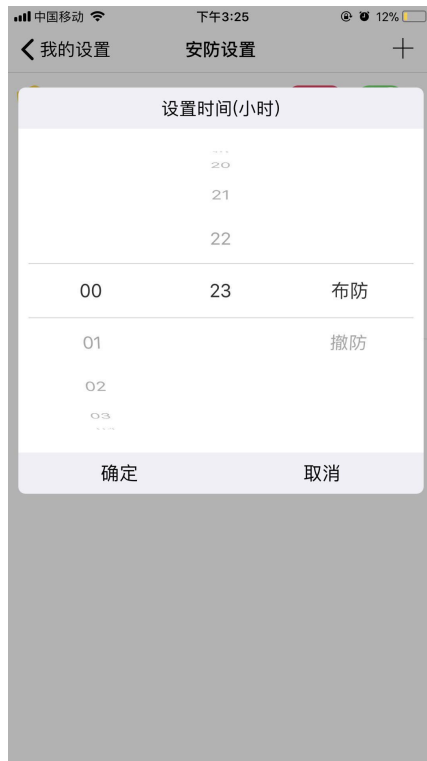 中国移动 下午3:25 12%
我的设置 安防设置
设置时间(小时)
20
21
22
00 23 布防
01 撤防
02
03
确定 取消